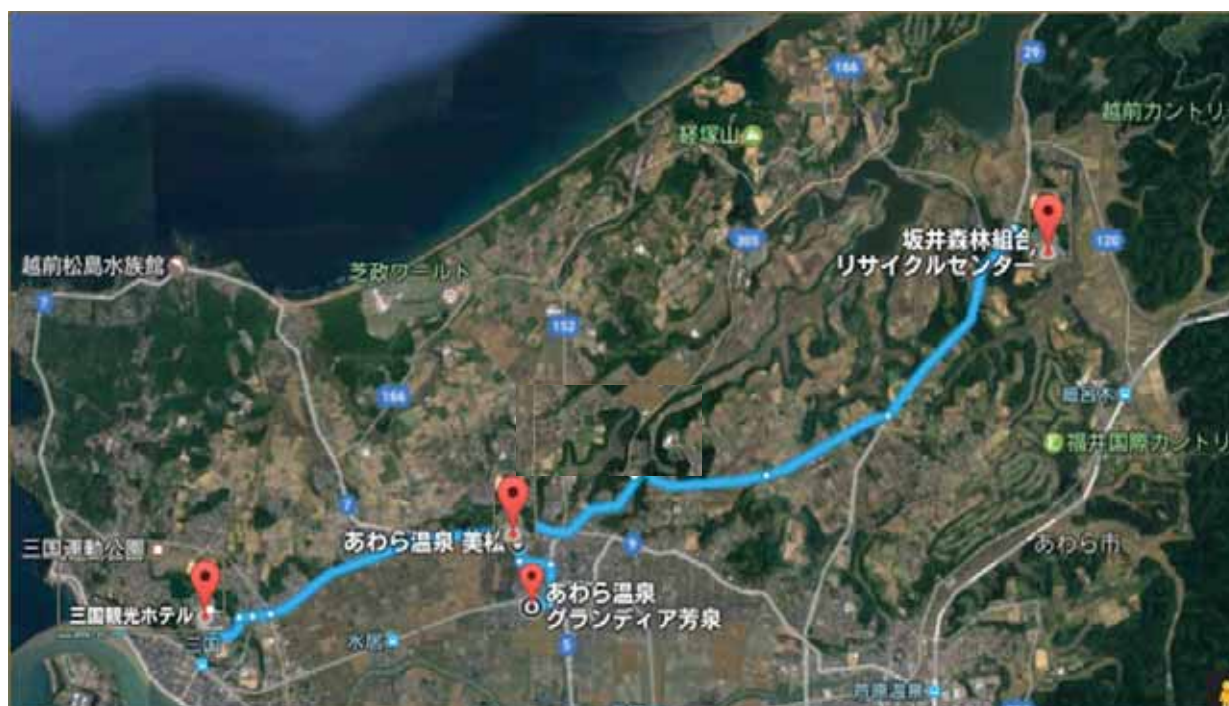 29
166
越前カントリ
経塚山
坂井森林組合
リサイクルセンター
305
120
越前松島水族館
芝政ワールド
7
152
166
細呂木
福井国際カントリ
7
あわら温泉 美松
9
三国運動公園
あわら市
三国観光ホテル
あわら温泉
グランディア芳泉
三国
水居
5
芦原温泉